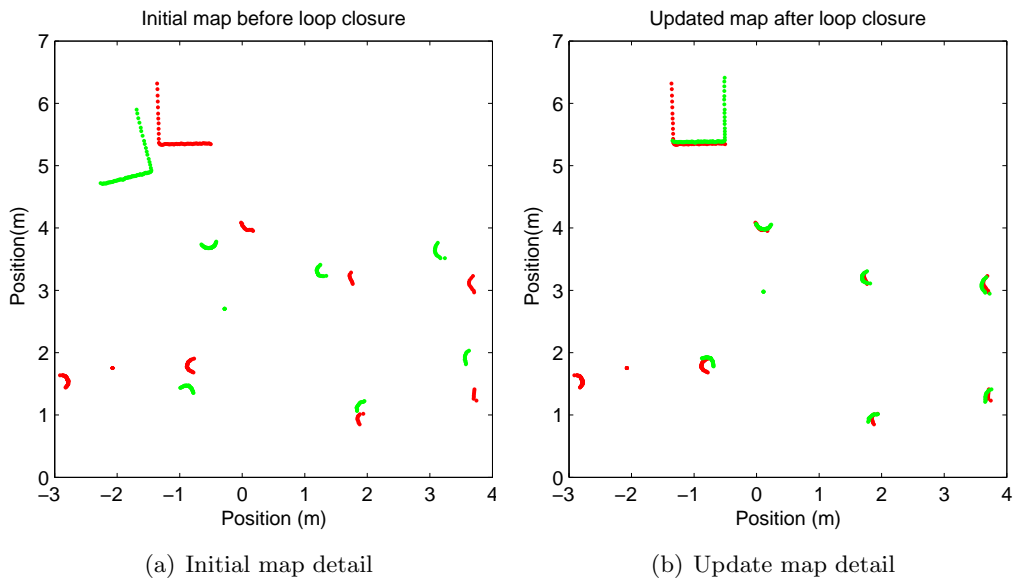 Initial map before loop closure
7
6
5
4
3
2
1
0
Position(m)
−3 −2 −1 0 1 2 3 4
Position (m)
(a) Initial map detail
Updated map after loop closure
7
6
5
4
3
2
1
0
Position(m)
−3 −2 −1 0 1 2 3 4
Position (m)
(b) Update map detail